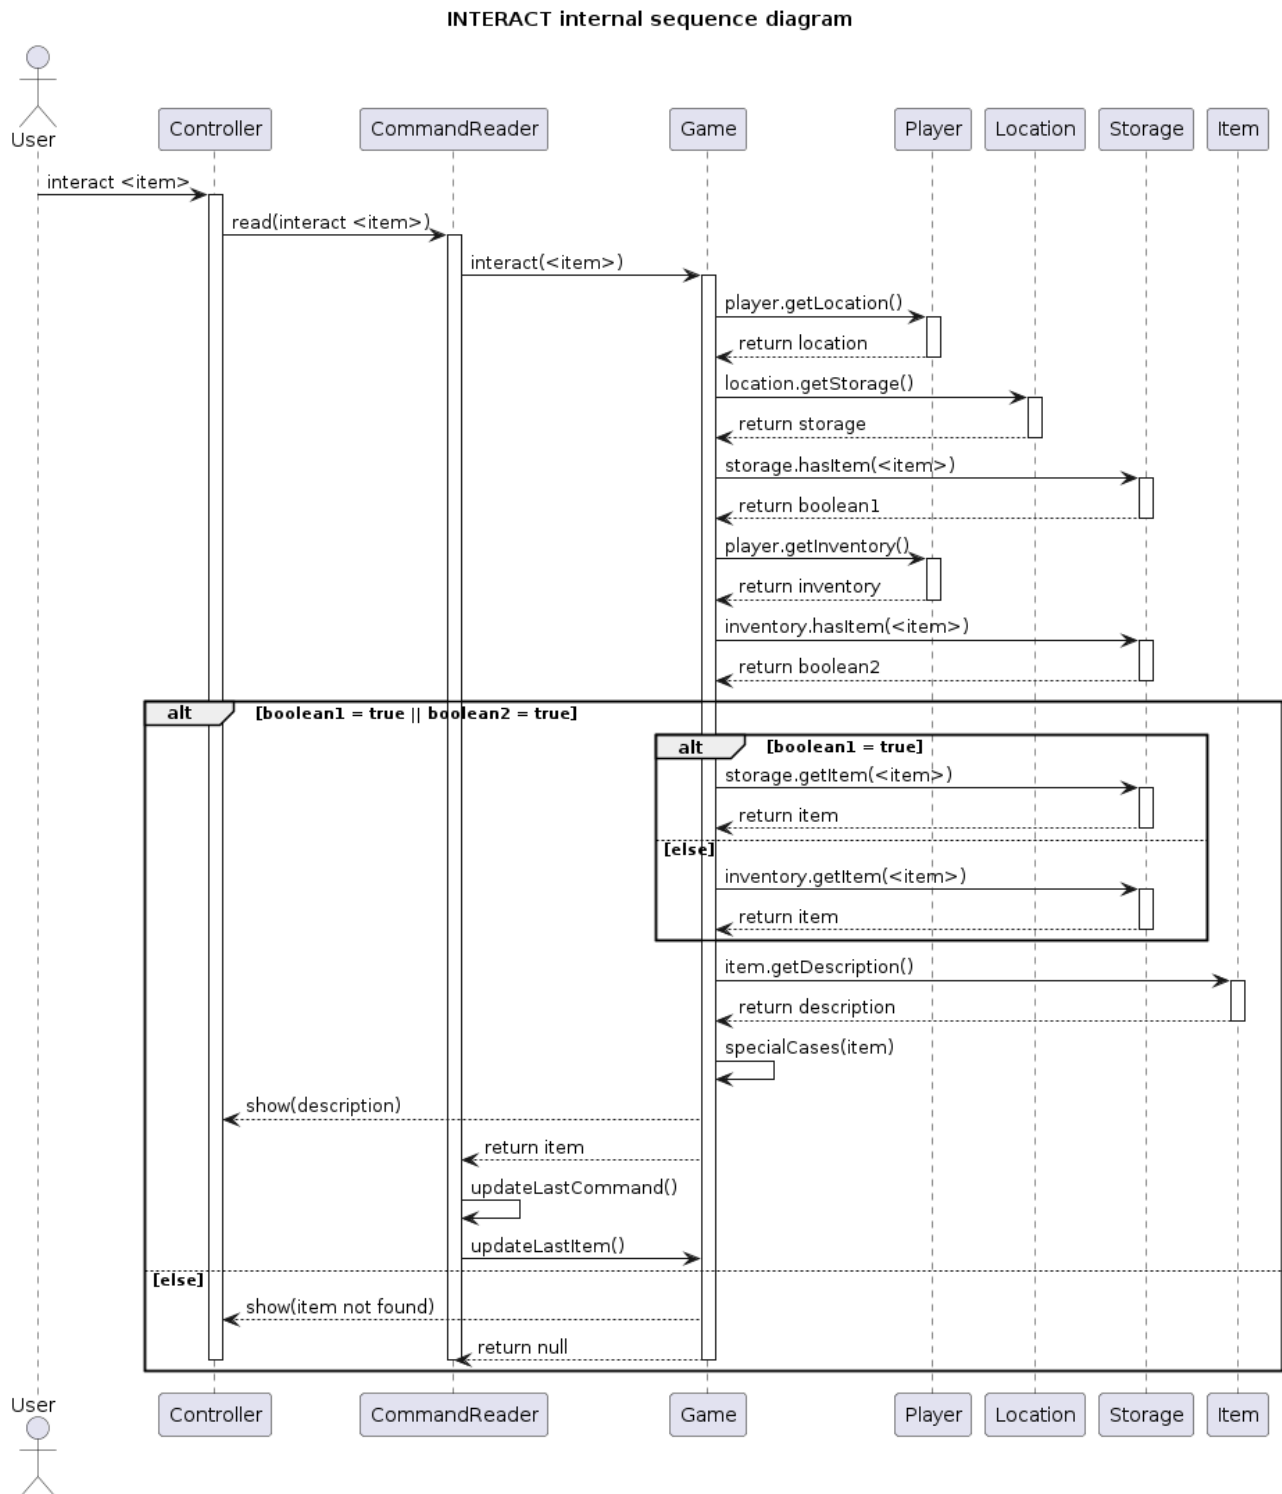 INTERACT internal sequence diagram
User
Controller
CommandReader
Game
Player
Location
Storage
Item
interact <item>
read(interact <item>)
interact(<item>)
player.getLocation()
return location
location.getStorage()
return storage
storage.hasItem(<item>)
return boolean1
player.getInventory()
return inventory
inventory.hasItem(<item>)
return boolean2
alt [boolean1 = true || boolean2 = true]
alt [boolean1 = true]
storage.getItem(<item>)
return item
[else]
inventory.getItem(<item>)
return item
item.getDescription()
return description
specialCases(item)
show(description)
return item
updateLastCommand()
updateLastItem()
[else]
show(item not found)
return null
User
Controller
CommandReader
Game
Player
Location
Storage
Item